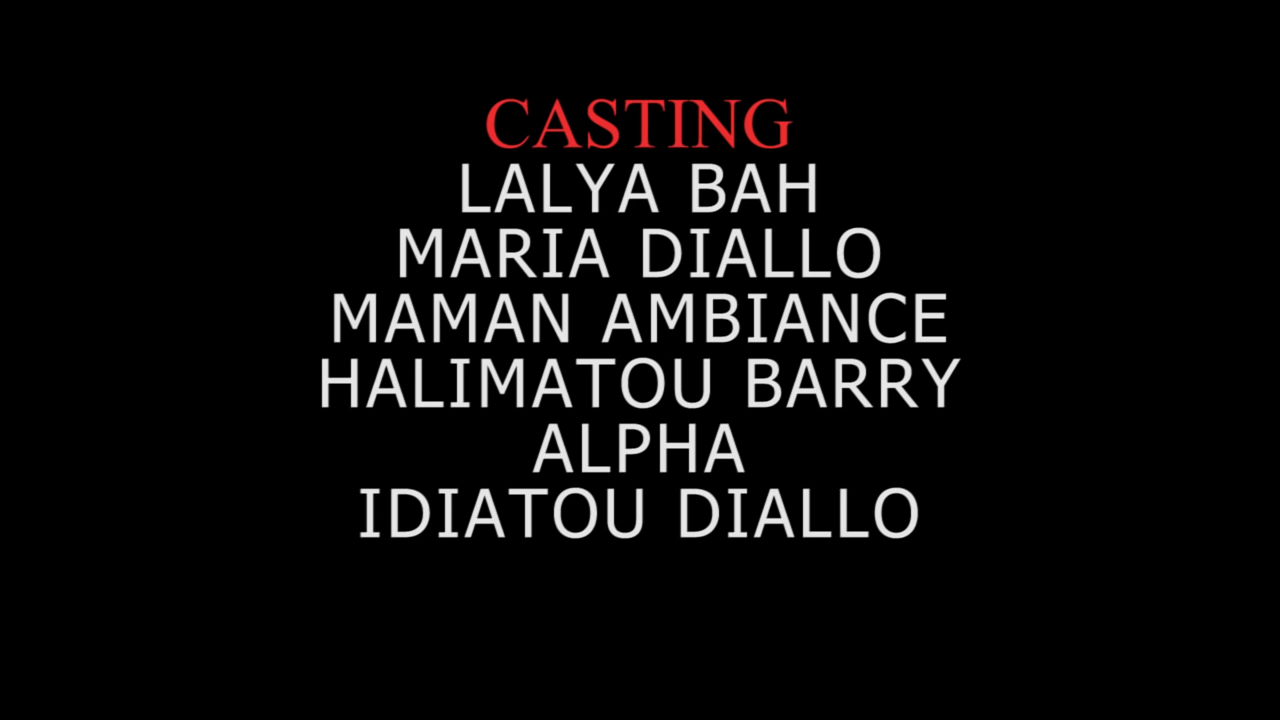 CASTING
LALYA BAH
MARIA DIALLO
MAMAN AMBIANCE
HALIMATOU BARRY
ALPHA
IDIATOU DIALLO